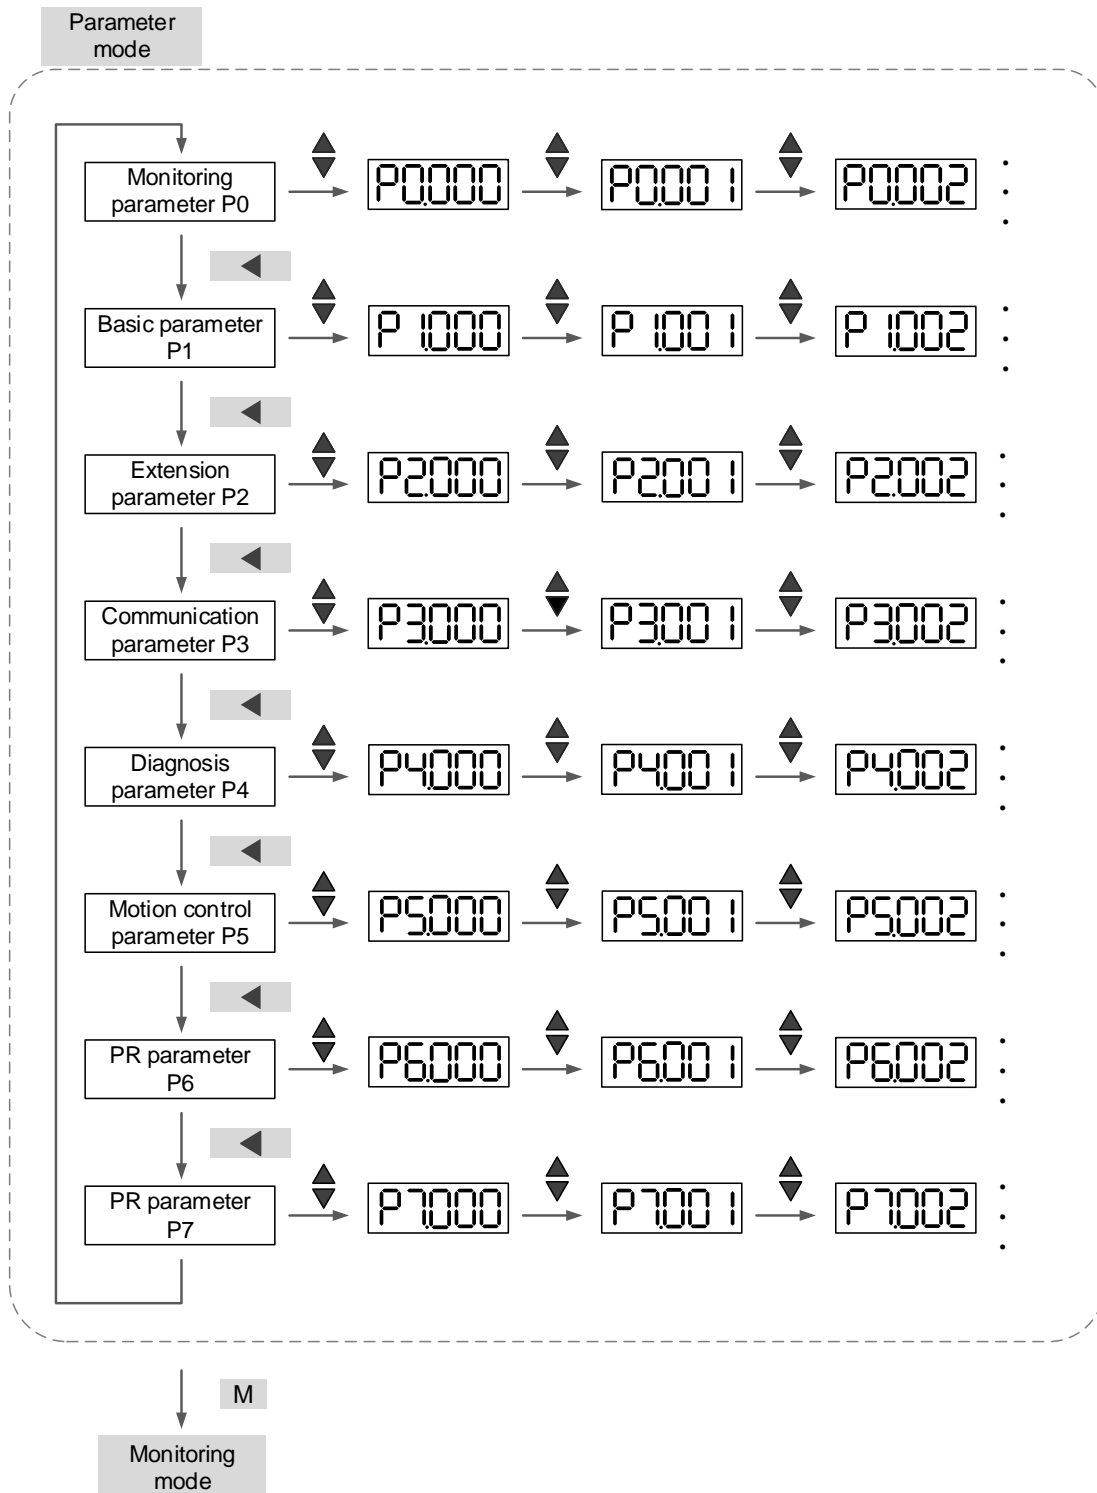 Parameter
mode
Monitoring
parameter P0
P0.000
P0.001
P0.002
Basic parameter
P1
P1.000
P1.001
P1.002
Extension
parameter P2
P2.000
P2.001
P2.002
Communication
parameter P3
P3.000
P3.001
P3.002
Diagnosis
parameter P4
P4.000
P4.001
P4.002
Motion control
parameter P5
P5.000
P5.001
P5.002
PR parameter
P6
P6.000
P6.001
P6.002
PR parameter
P7
P7.000
P7.001
P7.002
M
Monitoring
mode